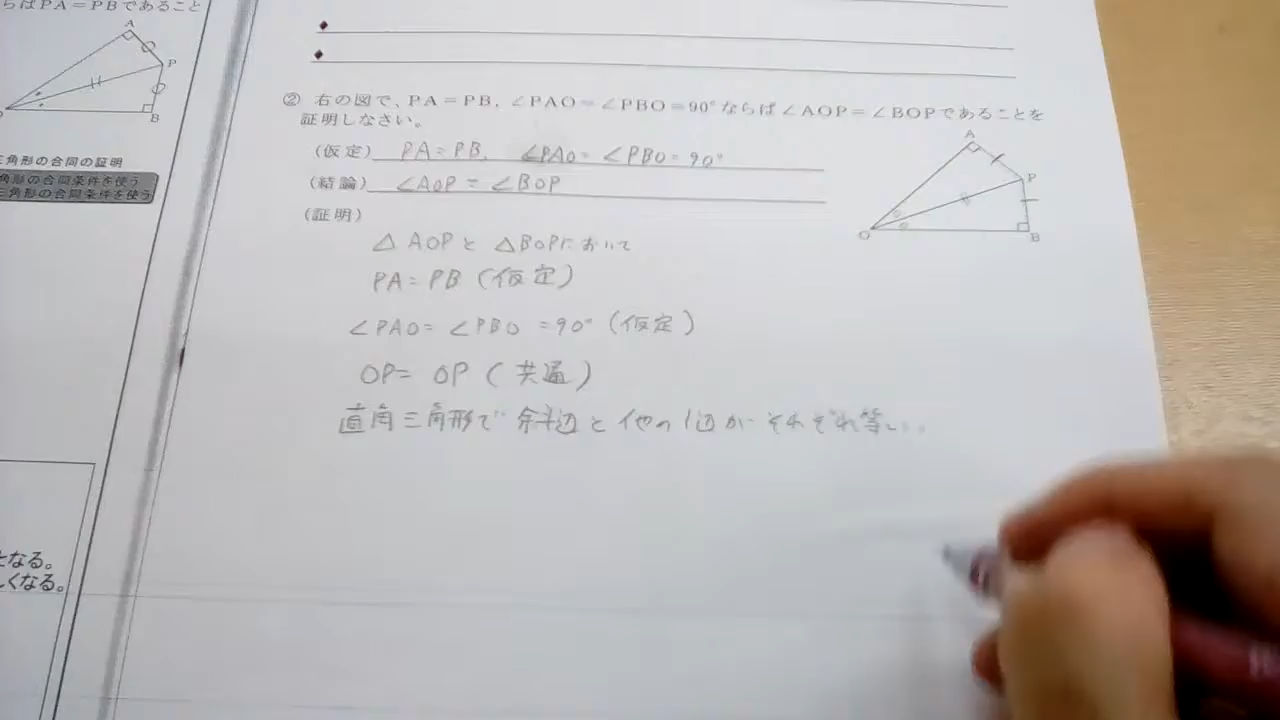 らばPA＝PBであること
A
P
B
三角形の合同の証明
角形の合同条件を使う
三角形の合同条件を使う
となる。
くなる。
② 右の図で、PA＝PB、∠PAO＝∠PBO＝90°ならば∠AOP＝∠BOPであることを
証明しなさい。
(仮定) PA=PB, ∠PAO=∠PBO=90°
(結論) ∠AOP=∠BOP
(証明)
△AOPと△BOPにおいて
PA=PB (仮定)
∠PAO=∠PBO=90° (仮定)
OP=OP (共通)
直角三角形で 斜辺と他の1辺がそれぞれ等し
A
P
O
B